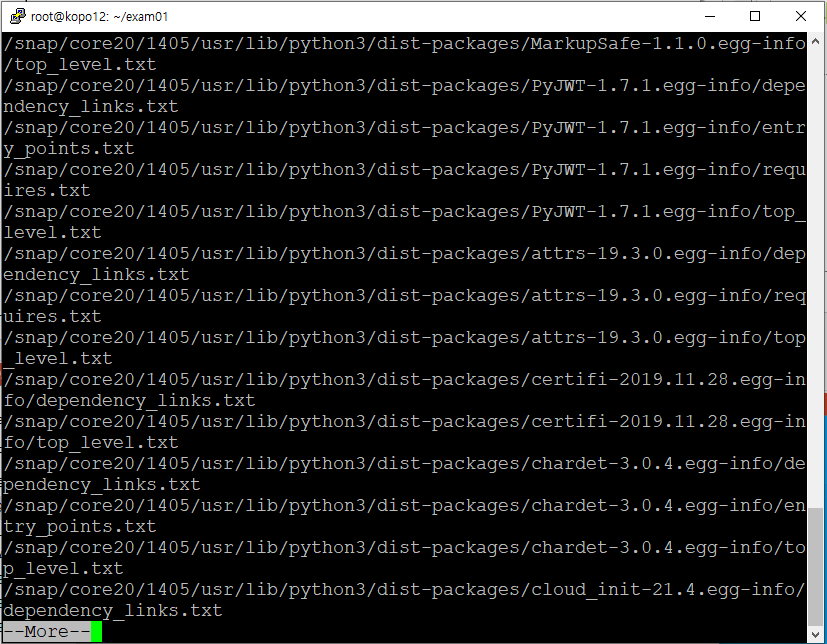 root@kopo12: ~/exam01
/snap/core20/1405/usr/lib/python3/dist-packages/MarkupSafe-1.1.0.egg-info
/top_level.txt
/snap/core20/1405/usr/lib/python3/dist-packages/PyJWT-1.7.1.egg-info/depe
ndency_links.txt
/snap/core20/1405/usr/lib/python3/dist-packages/PyJWT-1.7.1.egg-info/entr
y_points.txt
/snap/core20/1405/usr/lib/python3/dist-packages/PyJWT-1.7.1.egg-info/requ
ires.txt
/snap/core20/1405/usr/lib/python3/dist-packages/PyJWT-1.7.1.egg-info/top_
level.txt
/snap/core20/1405/usr/lib/python3/dist-packages/attrs-19.3.0.egg-info/dep
endency_links.txt
/snap/core20/1405/usr/lib/python3/dist-packages/attrs-19.3.0.egg-info/req
uires.txt
/snap/core20/1405/usr/lib/python3/dist-packages/attrs-19.3.0.egg-info/top
_level.txt
/snap/core20/1405/usr/lib/python3/dist-packages/certifi-2019.11.28.egg-in
fo/dependency_links.txt
/snap/core20/1405/usr/lib/python3/dist-packages/certifi-2019.11.28.egg-in
fo/top_level.txt
/snap/core20/1405/usr/lib/python3/dist-packages/chardet-3.0.4.egg-info/de
pendency_links.txt
/snap/core20/1405/usr/lib/python3/dist-packages/chardet-3.0.4.egg-info/en
try_points.txt
/snap/core20/1405/usr/lib/python3/dist-packages/chardet-3.0.4.egg-info/to
p_level.txt
/snap/core20/1405/usr/lib/python3/dist-packages/cloud_init-21.4.egg-info/
dependency_links.txt
--More--